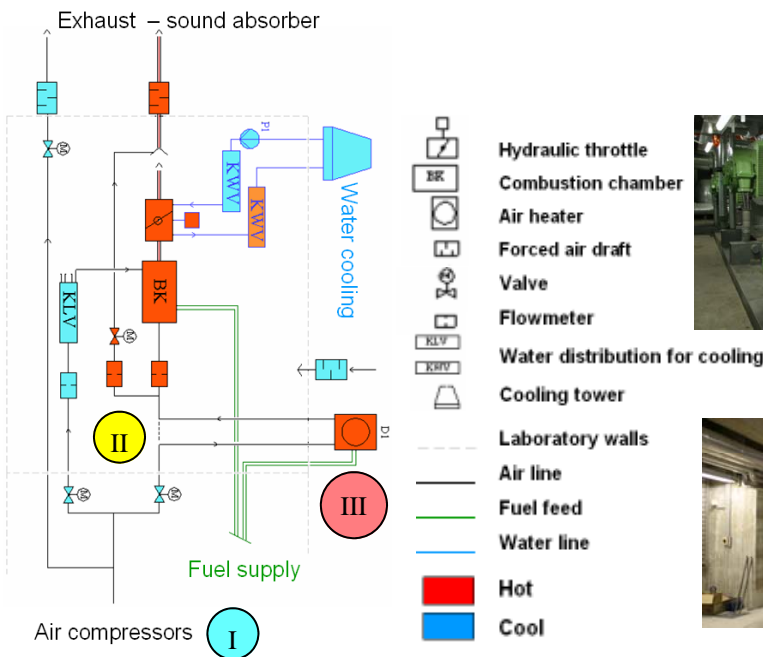 Exhaust – sound absorber
M
P1
KWV
KWV
Water cooling
BK
KLV
M
II
D1
III
M
M
Fuel supply
Air compressors
I
Hydraulic throttle
BK
Combustion chamber
Air heater
Forced air draft
M
Valve
Flowmeter
KLV
KWV
Water distribution for cooling
Cooling tower
Laboratory walls
Air line
Fuel feed
Water line
Hot
Cool